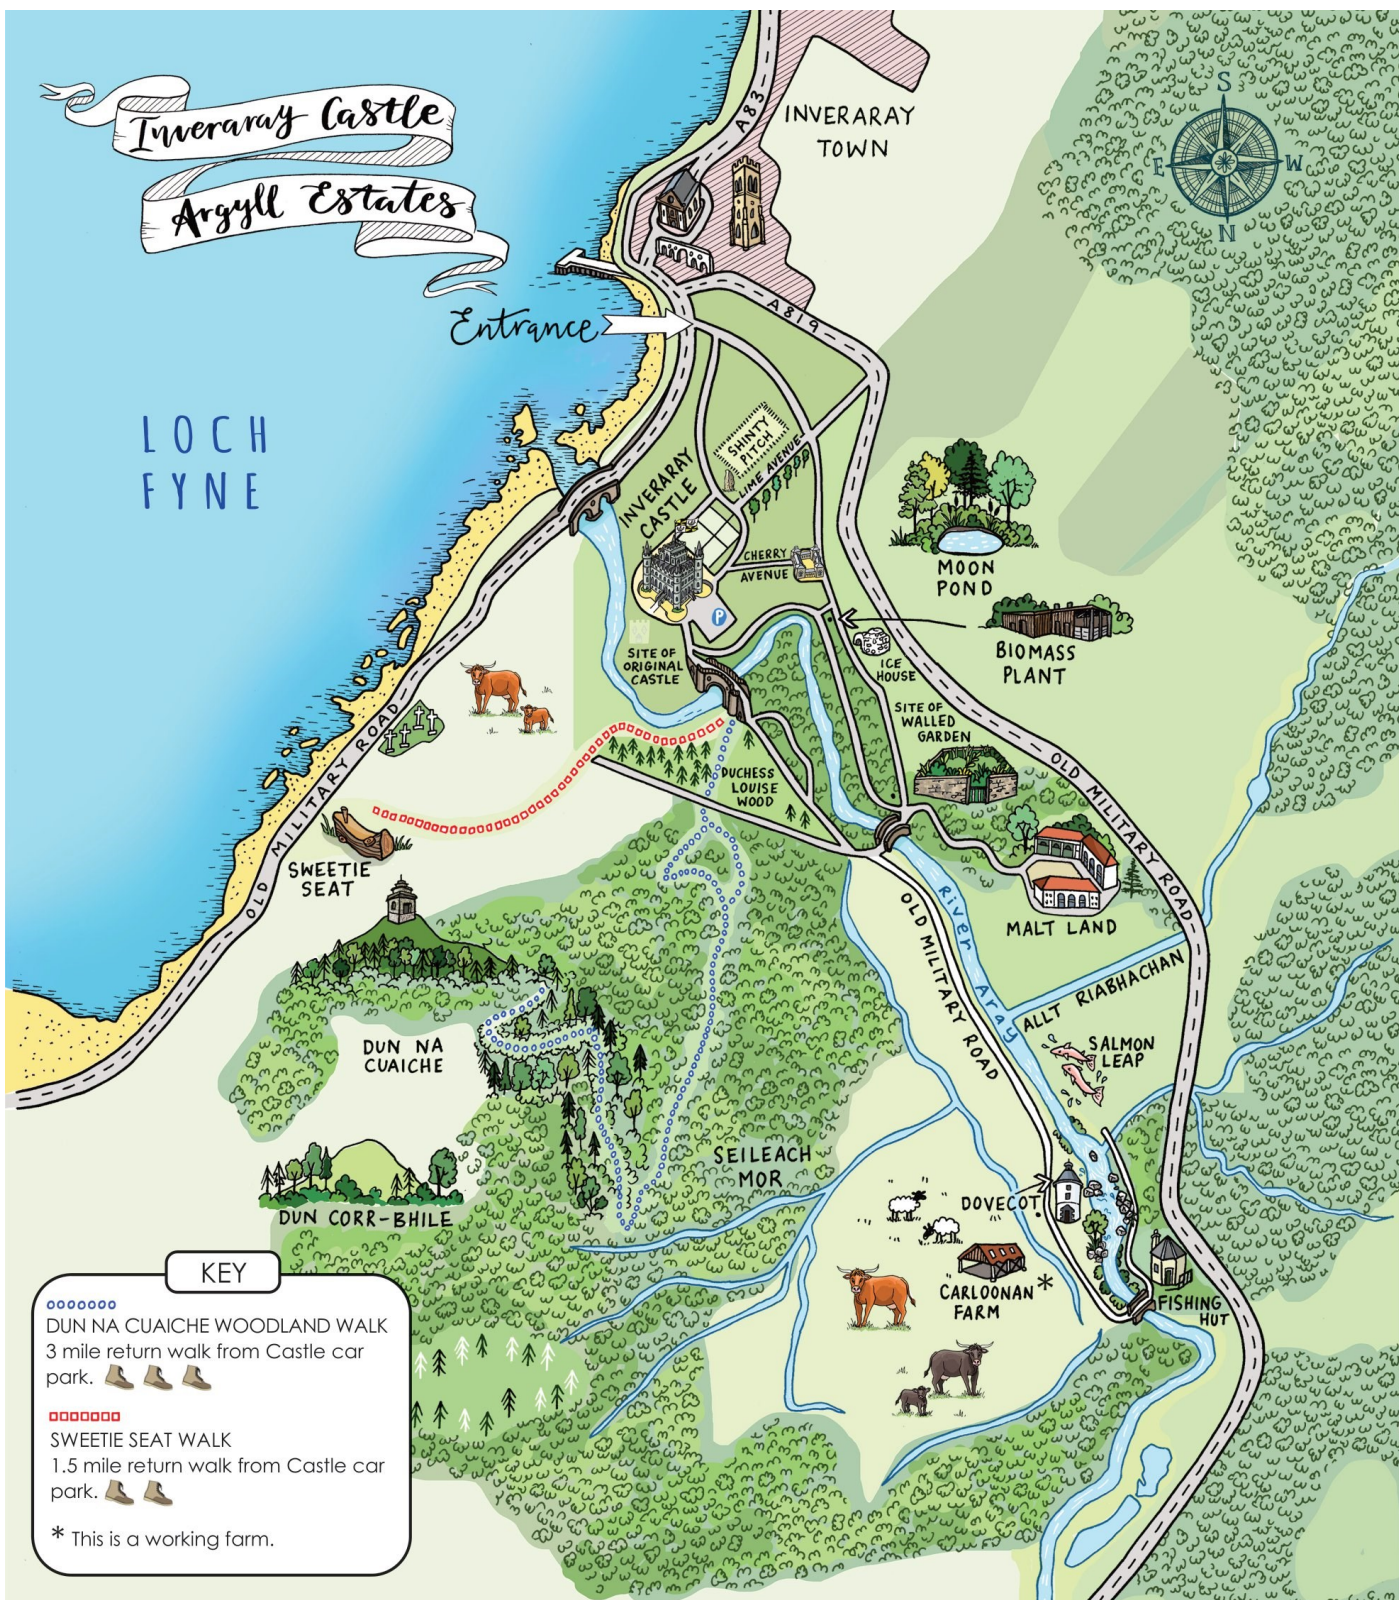 Inveraray Castle
Argyll Estates
A83
INVERARAY
TOWN
S
E
W
N
Entrance
A819
LOCH
FYNE
SHINTY
PITCH
LIME AVENUE
INVERARAY
CASTLE
CHERRY
AVENUE
P
MOON
POND
BIOMASS
PLANT
ICE
HOUSE
SITE OF
ORIGINAL
CASTLE
SITE OF
WALLED
GARDEN
OLD MILITARY ROAD
DUCHESS
LOUISE
WOOD
OLD MILITARY ROAD
SWEETIE
SEAT
MALT LAND
River Aray
OLD MILITARY ROAD
ALLT RIABHACHAN
SALMON
LEAP
DUN NA
CUAICHE
SEILEACH
MOR
DOVECOT
DUN CORR-BHILE
CARLOONAN *
FARM
FISHING
HUT
KEY
DUN NA CUAICHE WOODLAND WALK
3 mile return walk from Castle car
park.
SWEETIE SEAT WALK
1.5 mile return walk from Castle car
park.
* This is a working farm.